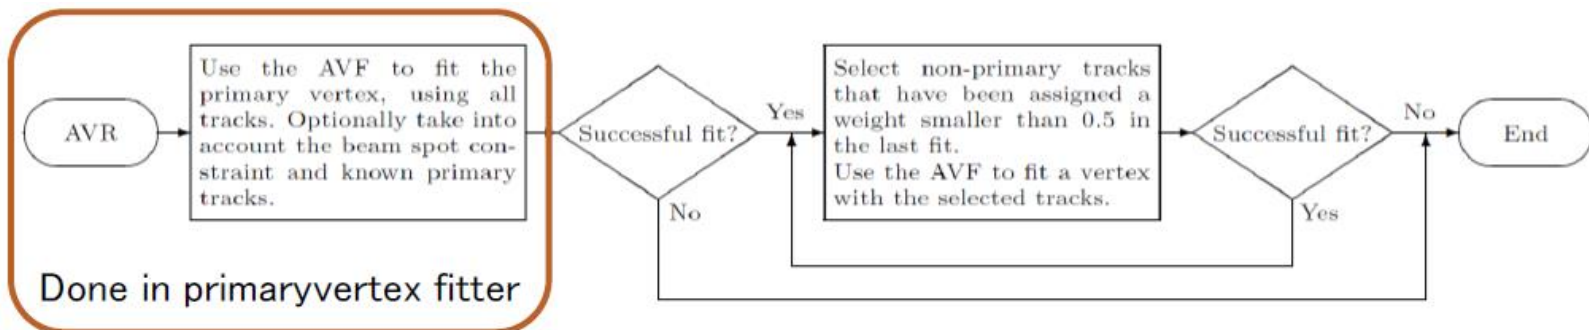 AVR
Use the AVF to fit the
primary vertex, using all
tracks. Optionally take into
account the beam spot con-
straint and known primary
tracks.
Successful fit?
Yes
No
Select non-primary tracks
that have been assigned a
weight smaller than 0.5 in
the last fit.
Use the AVF to fit a vertex
with the selected tracks.
Successful fit?
No
Yes
End
Done in primaryvertex fitter